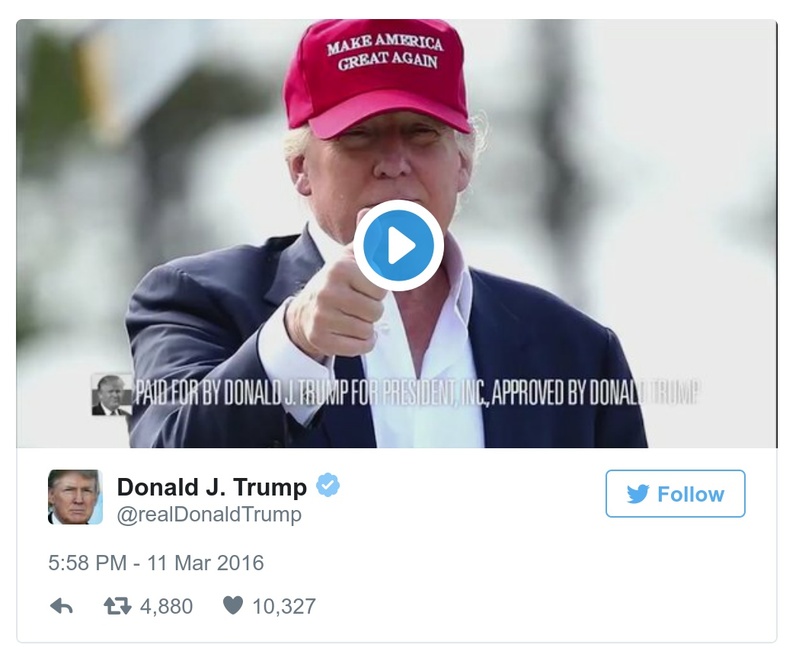 MAKE AMERICA
GREAT AGAIN
PAID FOR BY DONALD J. TRUMP FOR PRESIDENT, INC., APPROVED BY DONALD TRUMP
Donald J. Trump
@realDonaldTrump
Follow
5:58 PM - 11 Mar 2016
4,880
10,327